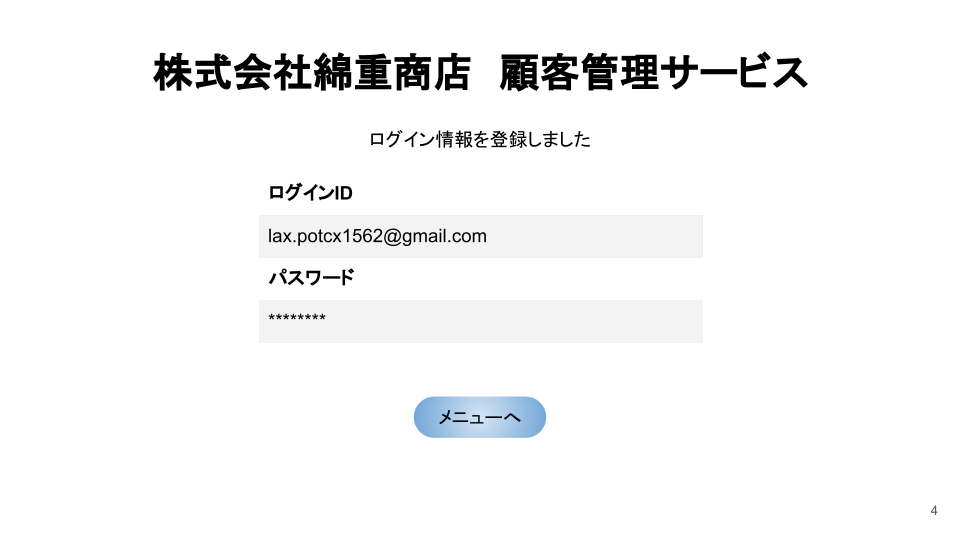 株式会社綿重商店　顧客管理サービス
ログイン情報を登録しました
ログインID
lax.potcx1562@gmail.com
パスワード
********
メニューへ
4